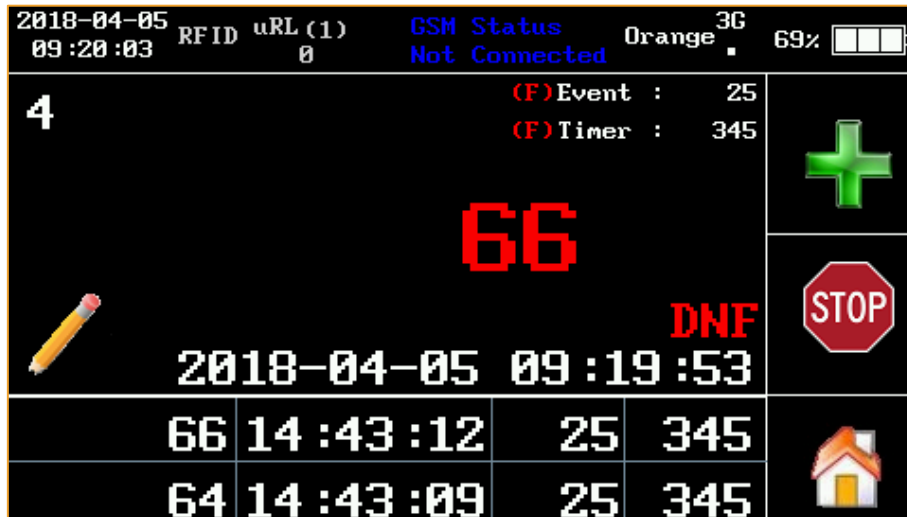 2018-04-05 RFID uRL (1) GSM Status Orange 3G 69%
09:20:03 0 Not Connected
4
(F)Event : 25
(F)Timer : 345
66
DNF
2018-04-05 09:19:53
66 14:43:12 25 345
64 14:43:09 25 345
STOP